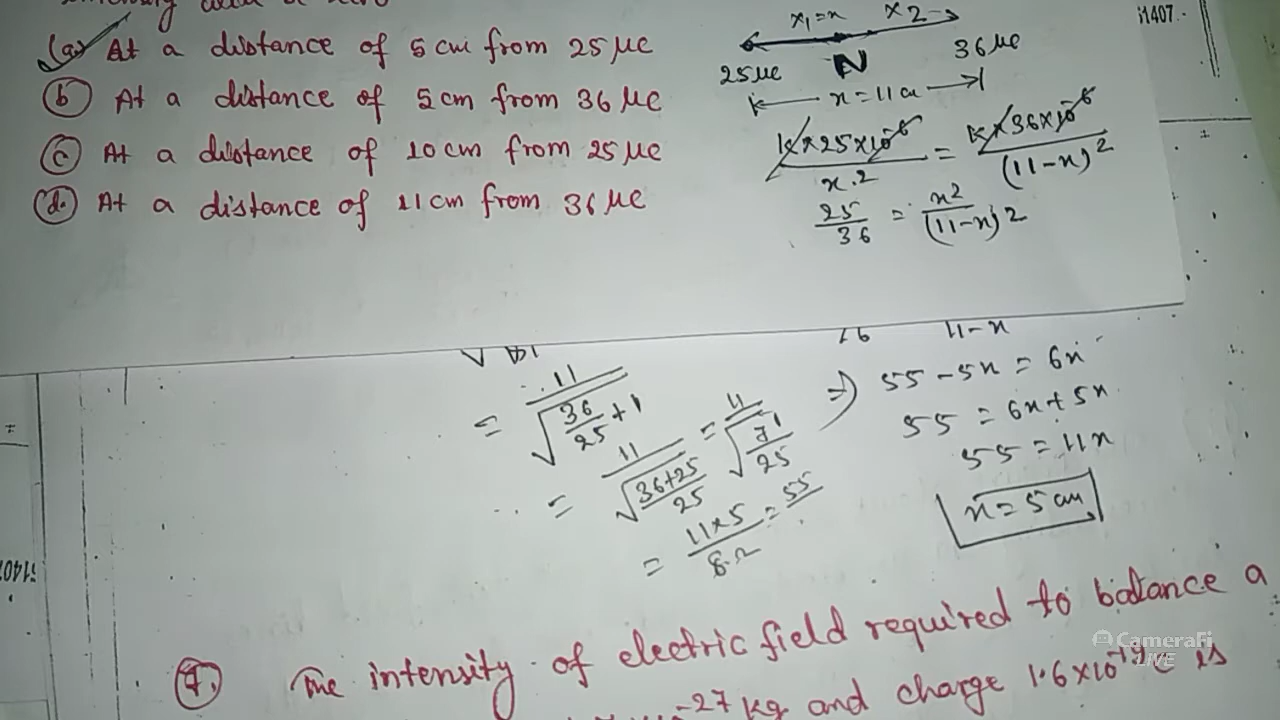 (a) At a distance of 5 cm from 25 μc
(b) At a distance of 5 cm from 36 μc
(c) At a distance of 10 cm from 25 μc
(d.) At a distance of 11 cm from 36 μc
x₁=x x2
25μc N 36μc
x = 11 cm
k×25×10⁻⁶/x.² = k×36×10⁻⁶/(11-x)²
25/36 = x²/(11-x)²
11-x
55 - 5x = 6x
55 = 6x + 5x
55 = 11x
x = 5 cm
= 11/√(36/25 + 1)
= 11/√((36+25)/25) = 11/√(71/25)
= 11×5/8.2 = 55
(7.) The intensity of electric field required to balance a
-27 kg and charge 1.6×10⁻¹⁹c is
i1407
CameraFi
LIVE